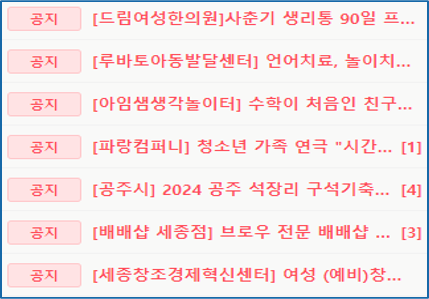 공지 [드림여성한의원]사춘기 생리통 90일 프...
공지 [루바토아동발달센터] 언어치료, 놀이치...
공지 [아임샘생각놀이터] 수학이 처음인 친구...
공지 [파랑컴퍼니] 청소년 가족 연극 "시간... [1]
공지 [공주시] 2024 공주 석장리 구석기축... [4]
공지 [배배샵 세종점] 브로우 전문 배배샵 ... [3]
공지 [세종창조경제혁신센터] 여성 (예비)창...